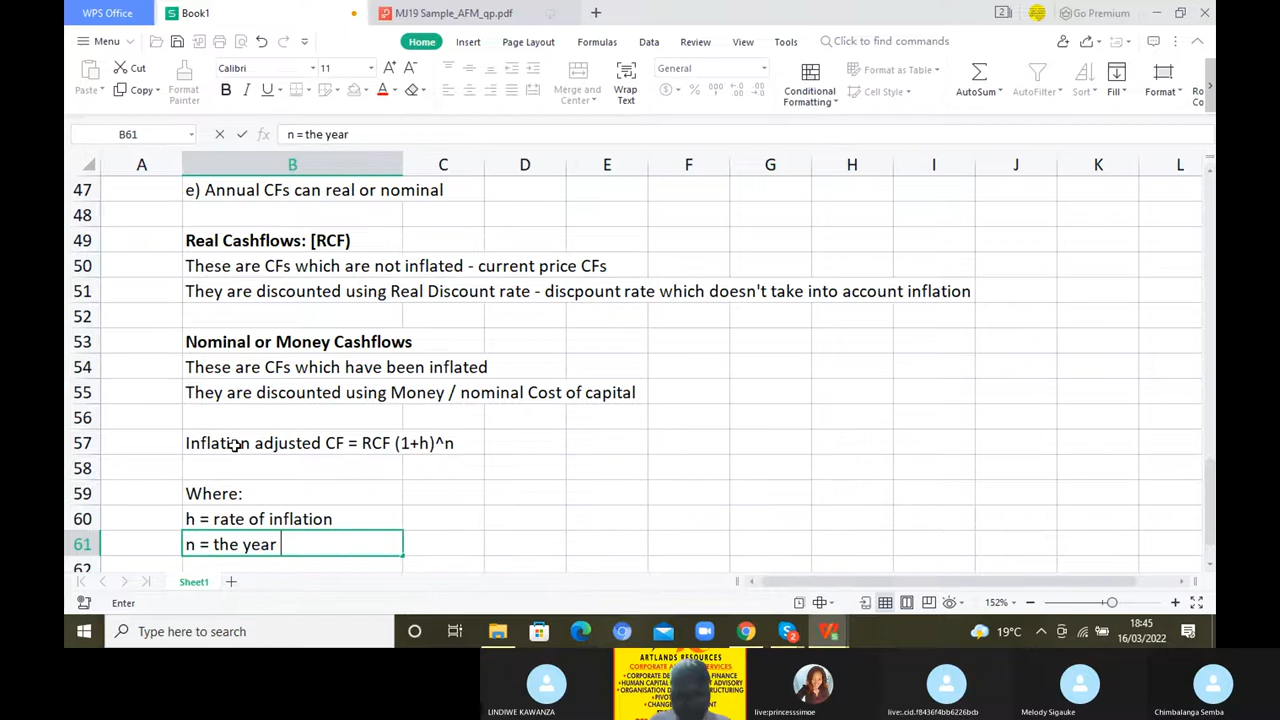 WPS Office
Book1
MJ19 Sample_AFM_qp.pdf
Go Premium
Menu
Home
Insert
Page Layout
Formulas
Data
Review
View
Tools
Click to find commands
Paste
Cut
Copy
Format Painter
Calibri
11
A+
A-
B I U
Merge and Center
Wrap Text
General
Conditional Formatting
Format as Table
Cell Style
AutoSum
AutoFilter
Sort
Fill
Format
B61
fx
n = the year
A B C D E F G H I J K L
47 e) Annual CFs can real or nominal
48
49 Real Cashflows: [RCF)
50 These are CFs which are not inflated - current price CFs
51 They are discounted using Real Discount rate - discpount rate which doesn't take into account inflation
52
53 Nominal or Money Cashflows
54 These are CFs which have been inflated
55 They are discounted using Money / nominal Cost of capital
56
57 Inflation adjusted CF = RCF (1+h)^n
58
59 Where:
60 h = rate of inflation
61 n = the year
62
Sheet1
Enter
152%
Type here to search
19°C
18:45
16/03/2022
ARTLANDS RESOURCES
LINDIWE KAWANZA
live:princesssimoe
live:.cid.f8436f4bb6226bcb
Melody Sigauke
Chimbalanga Semba